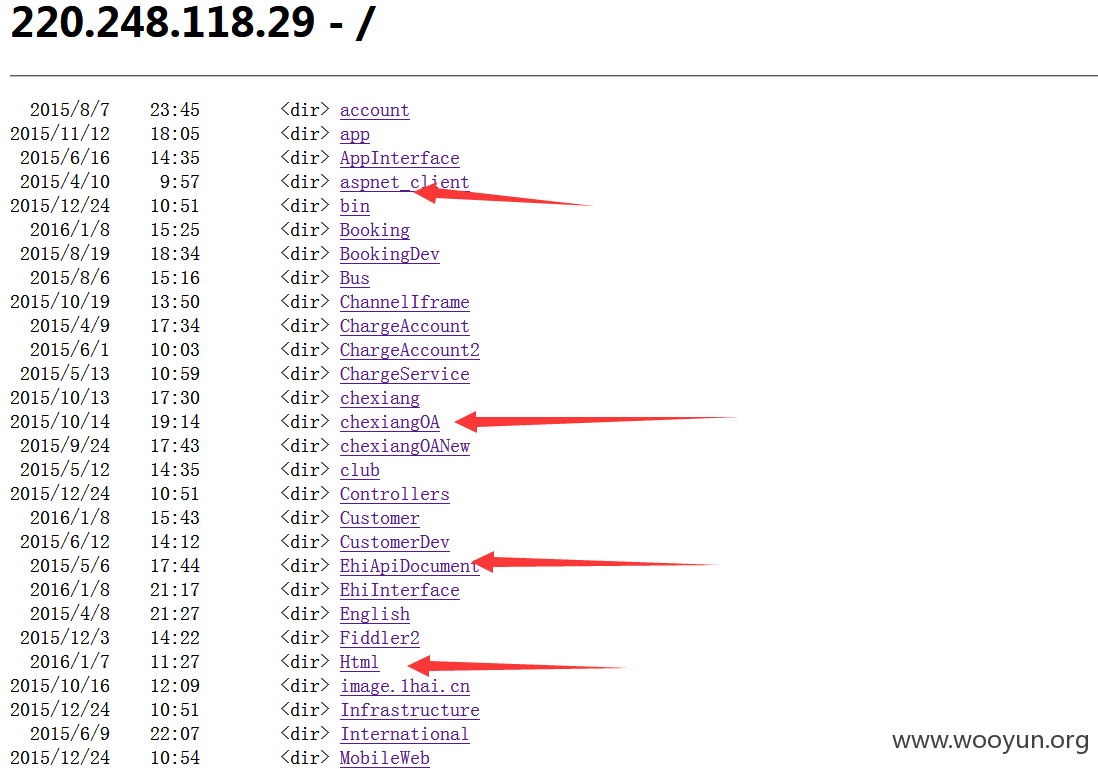 220.248.118.29 - /
2015/8/7 23:45 <dir> account
2015/11/12 18:05 <dir> app
2015/6/16 14:35 <dir> AppInterface
2015/4/10 9:57 <dir> aspnet_client
2015/12/24 10:51 <dir> bin
2016/1/8 15:25 <dir> Booking
2015/8/19 18:34 <dir> BookingDev
2015/8/6 15:16 <dir> Bus
2015/10/19 13:50 <dir> ChannelIframe
2015/4/9 17:34 <dir> ChargeAccount
2015/6/1 10:03 <dir> ChargeAccount2
2015/5/13 10:59 <dir> ChargeService
2015/10/13 17:30 <dir> chexiang
2015/10/14 19:14 <dir> chexiangOA
2015/9/24 17:43 <dir> chexiangOANew
2015/5/12 14:35 <dir> club
2015/12/24 10:51 <dir> Controllers
2016/1/8 15:43 <dir> Customer
2015/6/12 14:12 <dir> CustomerDev
2015/5/6 17:44 <dir> EhiApiDocument
2016/1/8 21:17 <dir> EhiInterface
2015/4/8 21:27 <dir> English
2015/12/3 14:22 <dir> Fiddler2
2016/1/7 11:27 <dir> Html
2015/10/16 12:09 <dir> image.1hai.cn
2015/12/24 10:51 <dir> Infrastructure
2015/6/9 22:07 <dir> International
2015/12/24 10:54 <dir> MobileWeb
www.wooyun.org